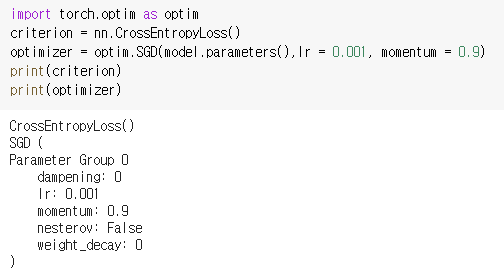 import torch.optim as optim
criterion = nn.CrossEntropyLoss()
optimizer = optim.SGD(model.parameters(),lr = 0.001, momentum = 0.9)
print(criterion)
print(optimizer)
CrossEntropyLoss()
SGD (
Parameter Group 0
    dampening: 0
    lr: 0.001
    momentum: 0.9
    nesterov: False
    weight_decay: 0
)